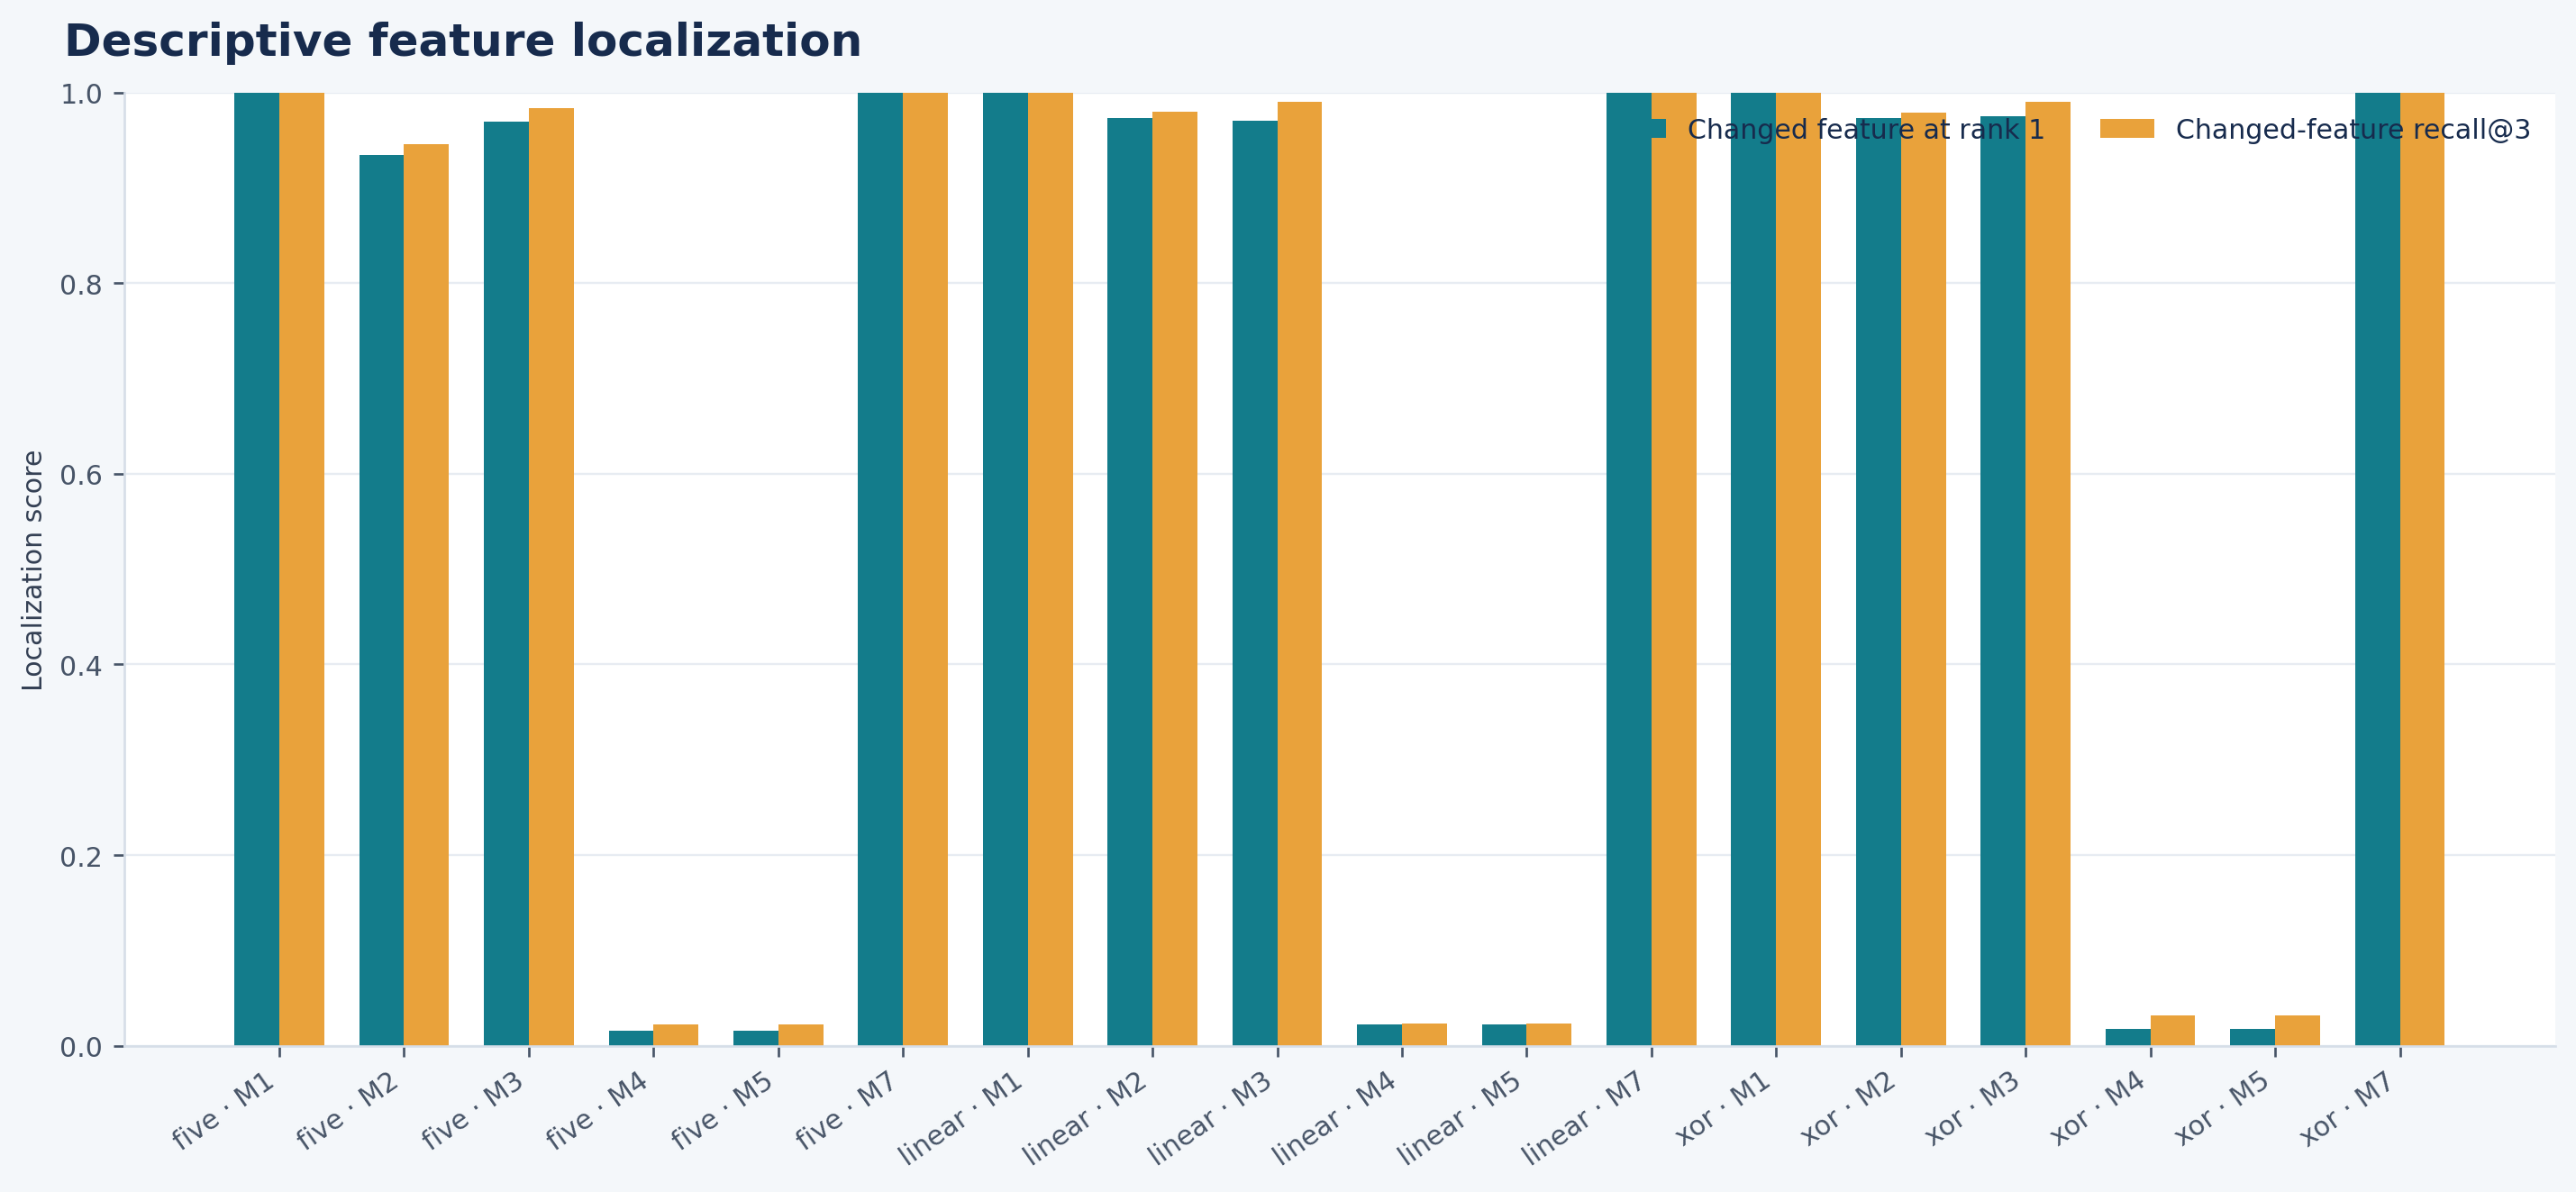 Descriptive feature localization
Changed feature at rank 1
Changed-feature recall@3
Localization score
1.0
0.8
0.6
0.4
0.2
0.0
five · M1
five · M2
five · M3
five · M4
five · M5
five · M7
linear · M1
linear · M2
linear · M3
linear · M4
linear · M5
linear · M7
xor · M1
xor · M2
xor · M3
xor · M4
xor · M5
xor · M7